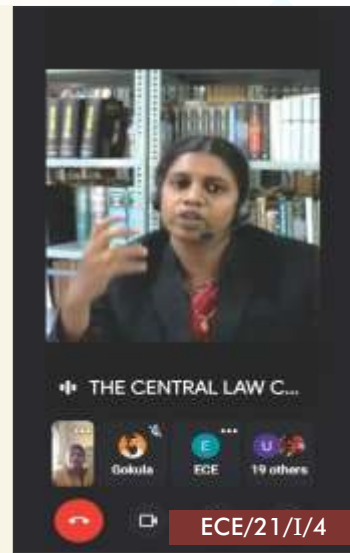 THE CENTRAL LAW C...
Gokula
E
ECE
U
19 others
ECE/21/I/4